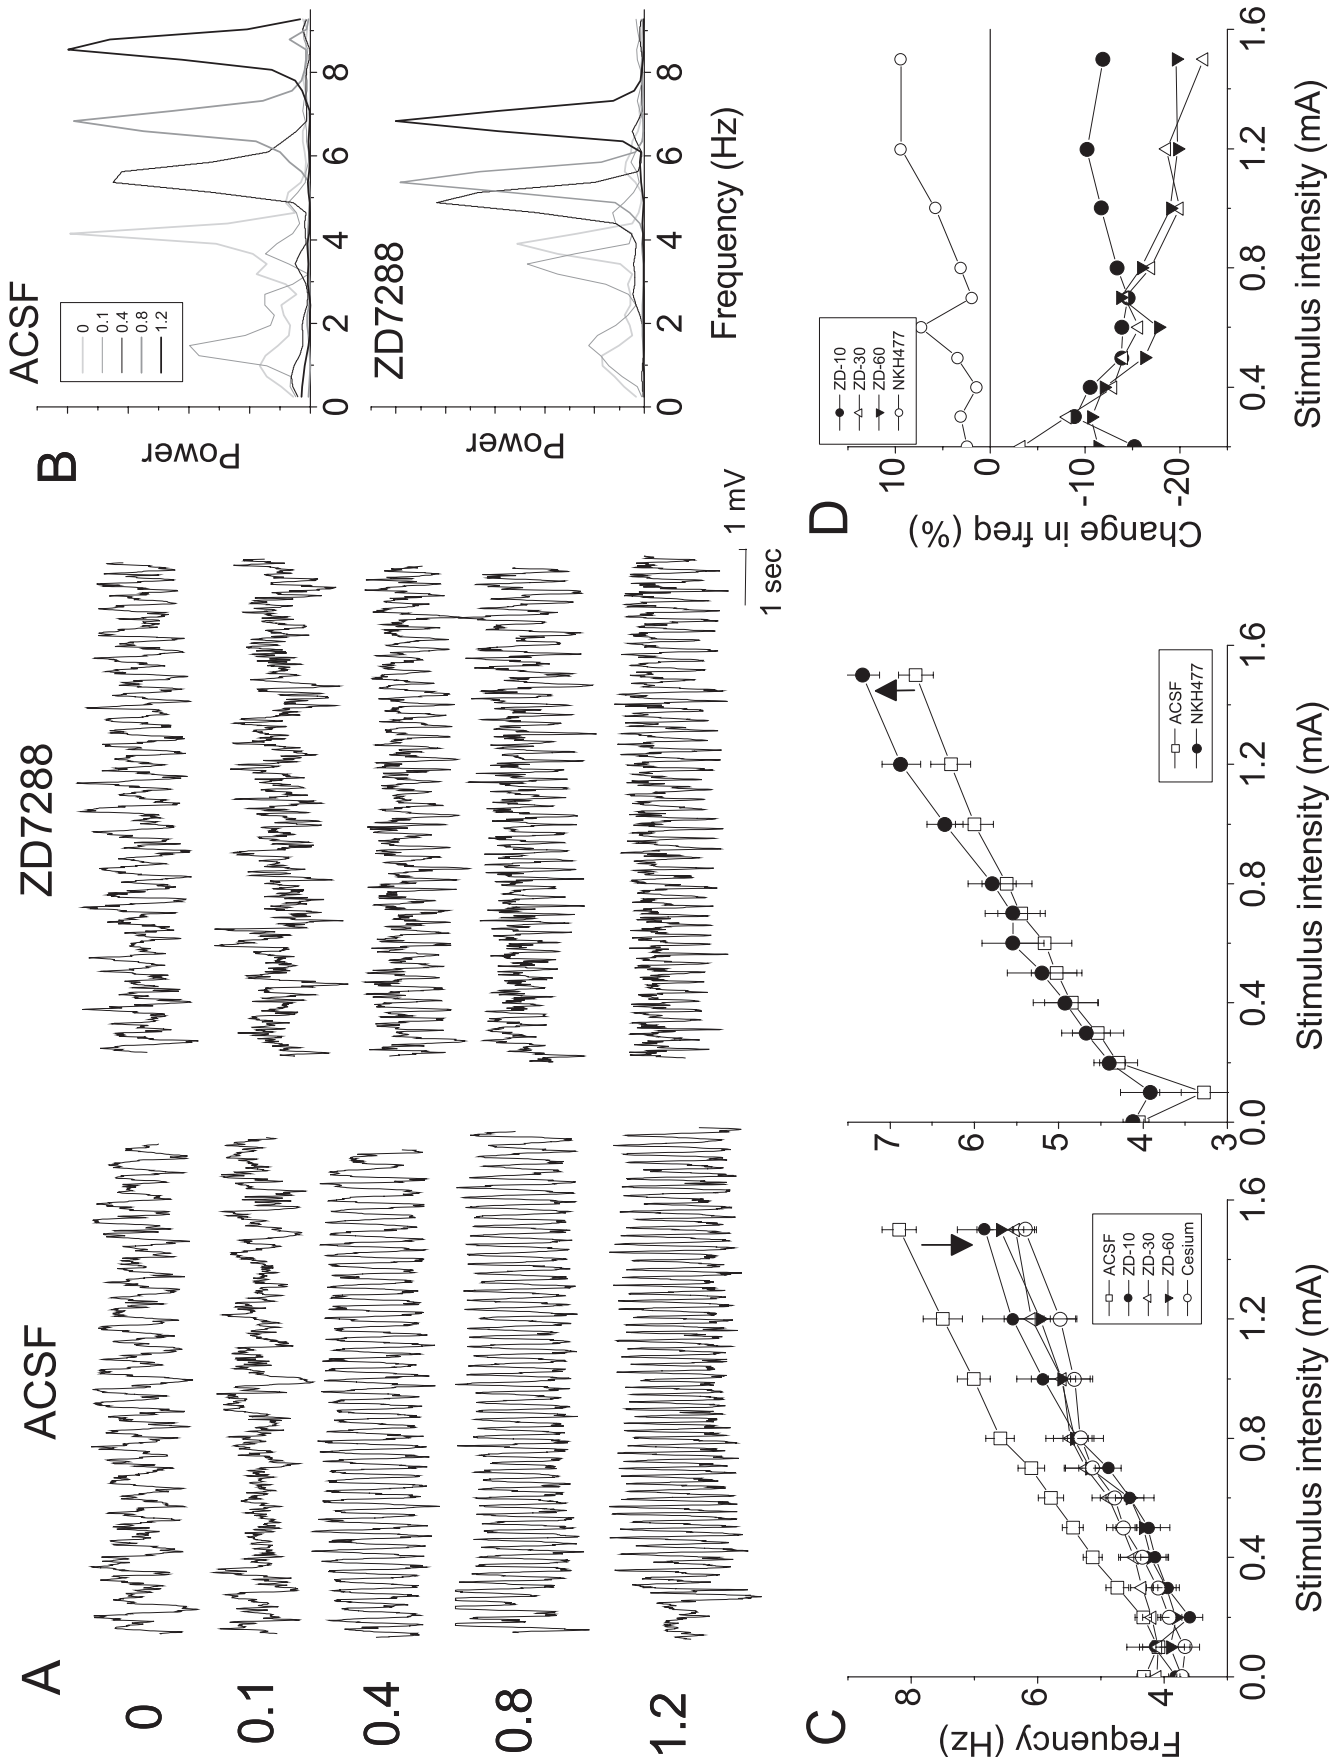 A
ACSF
ZD7288
0
0.1
0.4
0.8
1.2
1 mV
1 sec
B
ACSF
0
0.1
0.4
0.8
1.2
Power
0 2 4 6 8
ZD7288
Power
0 2 4 6 8
Frequency (Hz)
C
Frequency (Hz)
8
6
4
ACSF
ZD-10
ZD-30
ZD-60
Cesium
0.0 0.4 0.8 1.2 1.6
Stimulus intensity (mA)
7
6
5
4
3
ACSF
NKH477
0.0 0.4 0.8 1.2 1.6
Stimulus intensity (mA)
D
Change in freq (%)
10
0
-10
-20
ZD-10
ZD-30
ZD-60
NKH477
0.4 0.8 1.2 1.6
Stimulus intensity (mA)